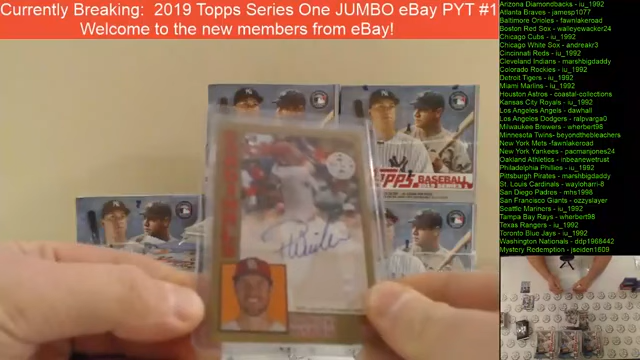 Currently Breaking: 2019 Topps Series One JUMBO eBay PYT #1
Welcome to the new members from eBay!
Arizona Diamondbacks - iu_1992
Atlanta Braves - jamesp1077
Baltimore Orioles - fawnlakeroad
Boston Red Sox - walleyewacker24
Chicago Cubs - iu_1992
Chicago White Sox - andreakr3
Cincinnati Reds - iu_1992
Cleveland Indians - marshbigdaddy
Colorado Rockies - iu_1992
Detroit Tigers - iu_1992
Miami Marlins - iu_1992
Houston Astros - coastal-collections
Kansas City Royals - iu_1992
Los Angeles Angels - dawhall
Los Angeles Dodgers - ralpvargo0
Milwaukee Brewers - wherbert98
Minnesota Twins- beyondthebleachers
New York Mets -fawnlakeroad
New York Yankees - pacmanjones24
Oakland Athletics - inbeanewetrust
Philadelphia Phillies - iu_1992
Pittsburgh Pirates - marshbigdaddy
St. Louis Cardinals - wayloharri-8
San Diego Padres - mhs1998
San Francisco Giants - ozzyslayer
Seattle Mariners - iu_1992
Tampa Bay Rays - wherbert98
Texas Rangers - iu_1992
Toronto Blue Jays - iu_1992
Washington Nationals - ddp1968442
Mystery Redemption - jseiden1609
TOPPS BASEBALL